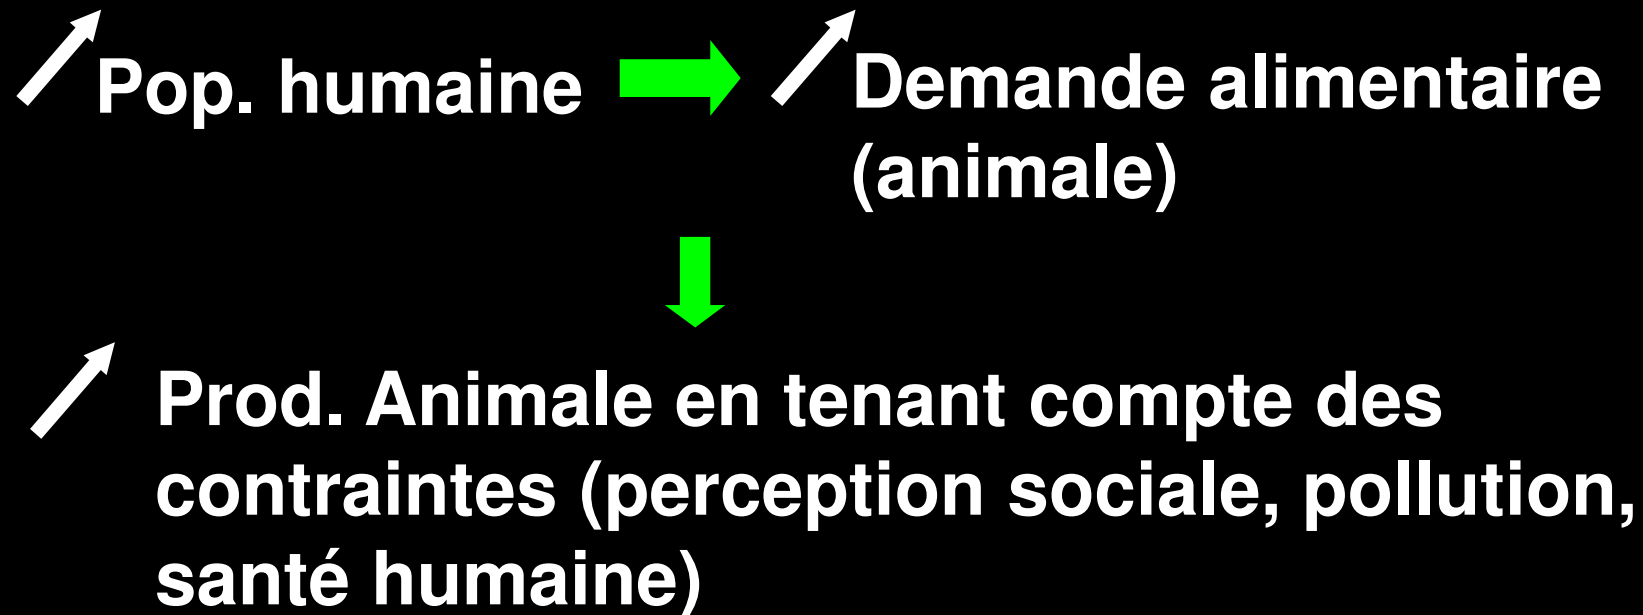 Pop. humaine
Demande alimentaire
(animale)
Prod. Animale en tenant compte des
contraintes (perception sociale, pollution,
santé humaine)